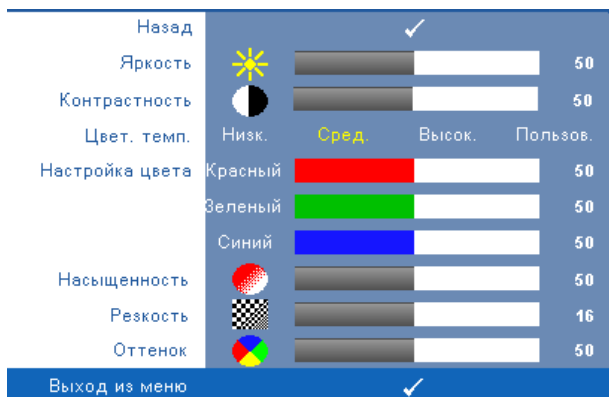 Назад
Яркость 50
Контрастность 50
Цвет. темп. Низк. Сред. Высок. Пользов.
Настройка цвета Красный 50
Зеленый 50
Синий 50
Насыщенность 50
Резкость 16
Оттенок 50
Выход из меню